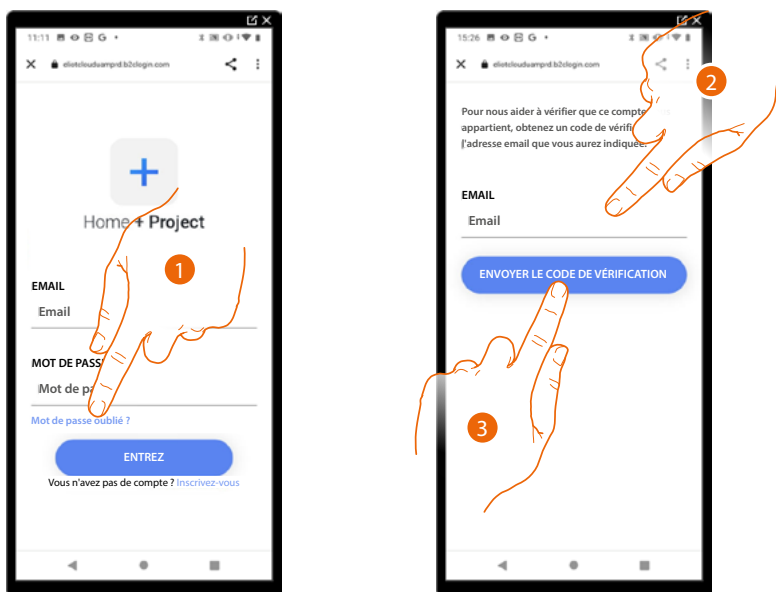 11:11
G
elietclouduamprd.b2clogin.com
Home + Project
1
EMAIL
Email
MOT DE PASS
Mot de pa
Mot de passe oublié ?
ENTREZ
Vous n'avez pas de compte ? Inscrivez-vous
15:26
G
elietclouduamprd.b2clogin.com
2
Pour nous aider à vérifier que ce compte
appartient, obtenez un code de vérifi
l'adresse email que vous aurez indiquée.
EMAIL
Email
ENVOYER LE CODE DE VÉRIFICATION
3